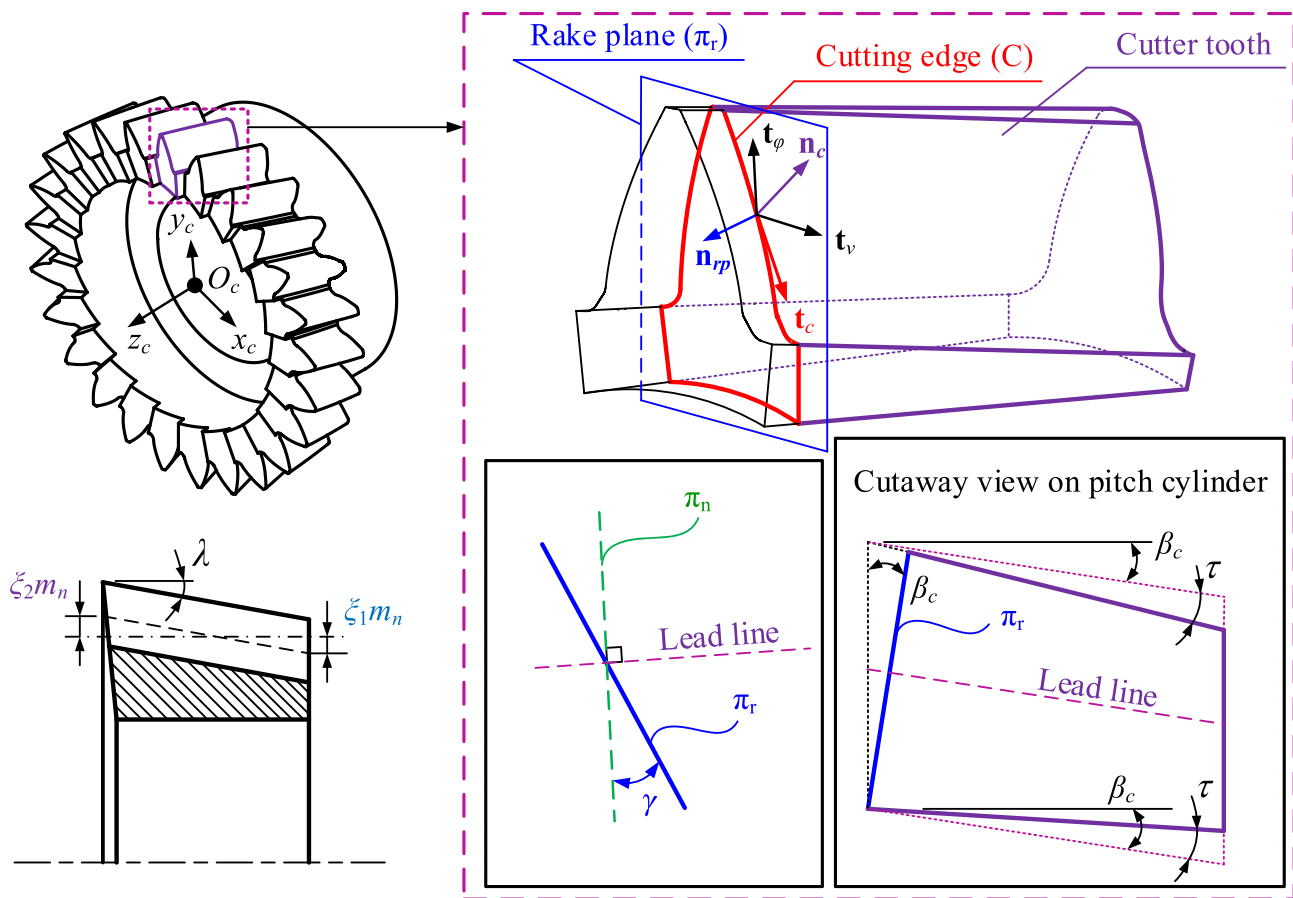 Rake plane (πr)
Cutting edge (C)
Cutter tooth
tφ
nc
tv
nrp
tc
yc
Oc
zc
xc
λ
ξ2mn
ξ1mn
πn
Lead line
πr
γ
Cutaway view on pitch cylinder
βc
τ
βc
πr
Lead line
βc
τ